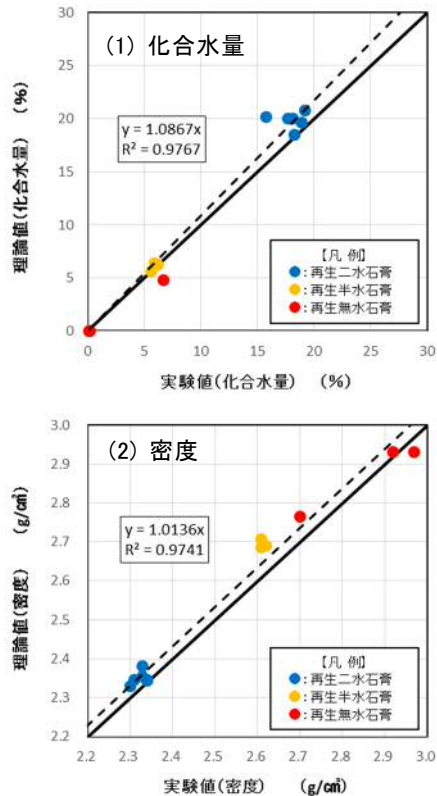 (1) 化合水量
理論値(化合水量) (%)
30
25
20
15
10
5
0
y = 1.0867x
R² = 0.9767
【凡 例】
●:再生二水石膏
●:再生半水石膏
●:再生無水石膏
0 5 10 15 20 25 30
実験値(化合水量) (%)
(2) 密度
理論値(密度) (g/c㎥)
3.0
2.9
2.8
2.7
2.6
2.5
2.4
2.3
2.2
y = 1.0136x
R² = 0.9741
【凡 例】
●:再生二水石膏
●:再生半水石膏
●:再生無水石膏
2.2 2.3 2.4 2.5 2.6 2.7 2.8 2.9 3.0
実験値(密度) (g/c㎥)